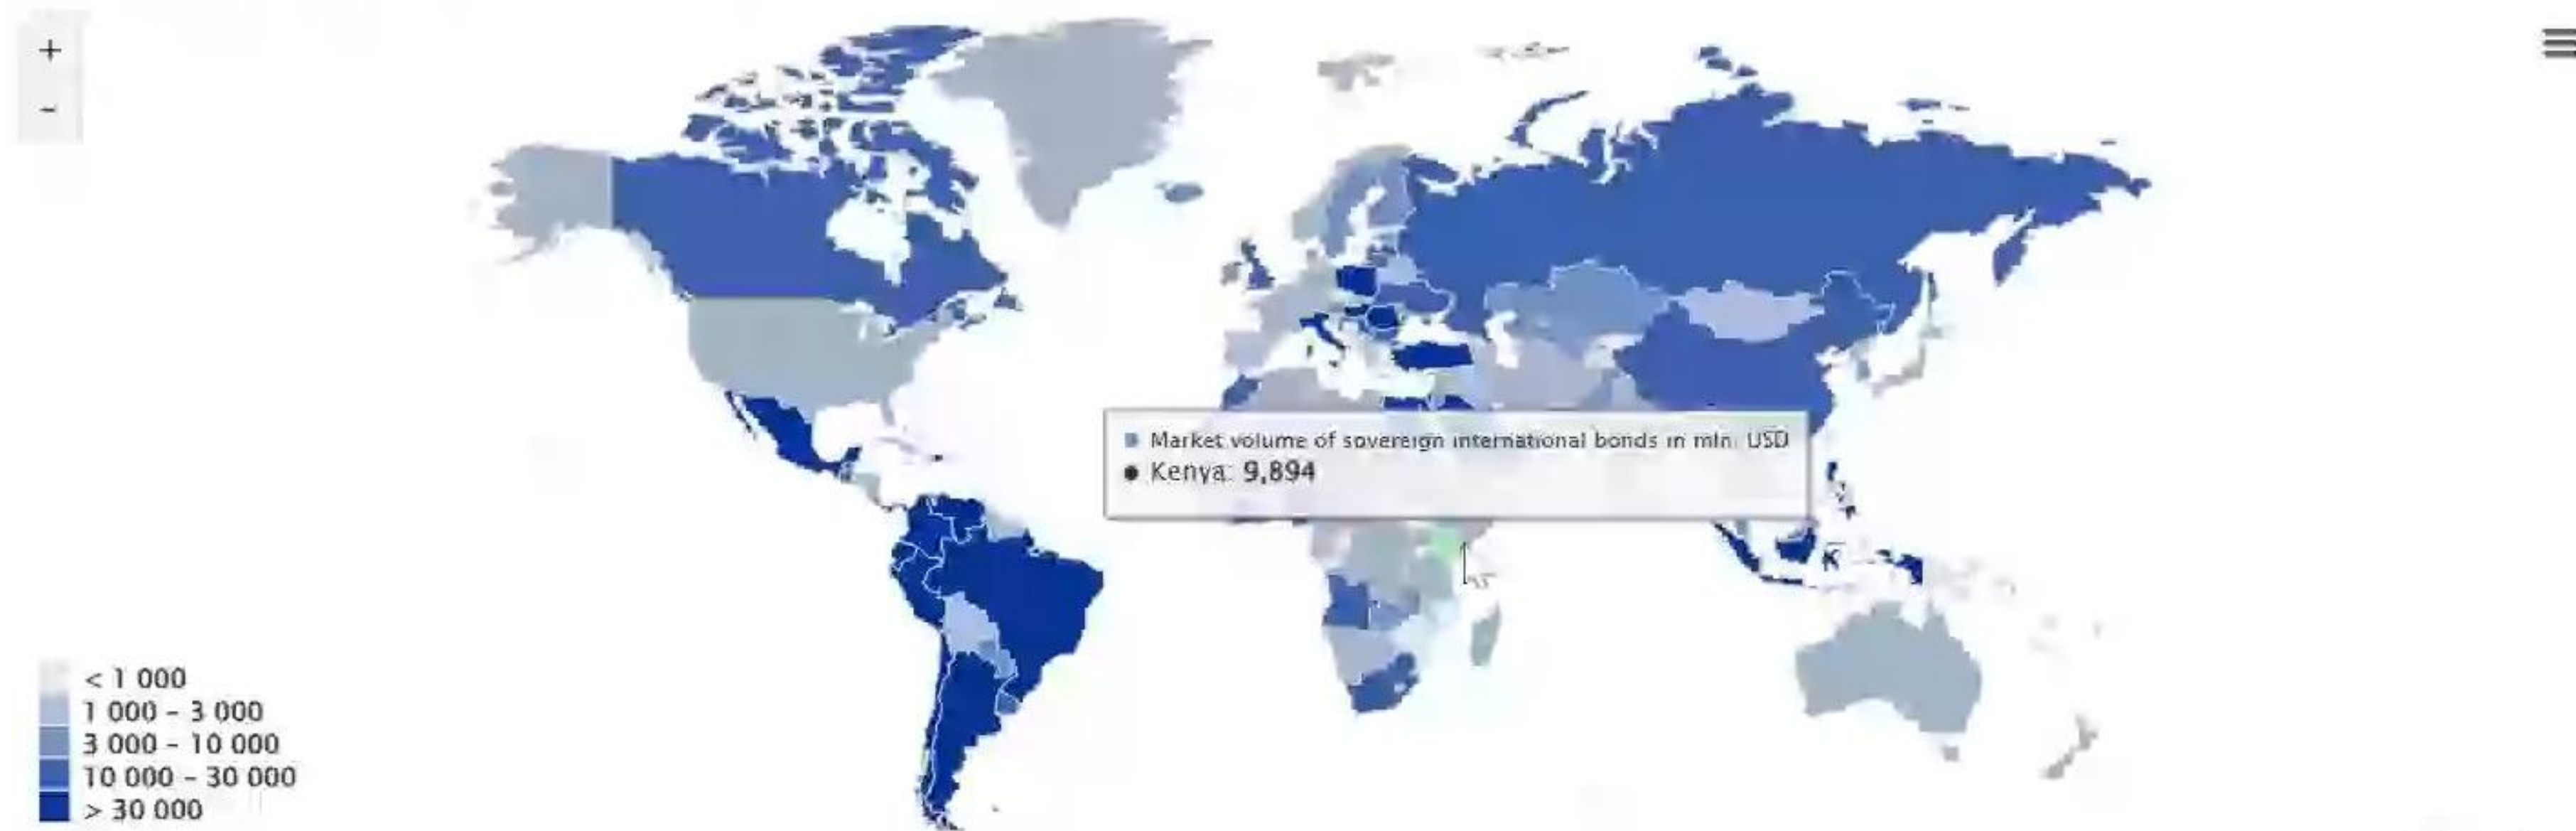 +
-
Market volume of sovereign international bonds in mln. USD
Kenya: 9,894
< 1 000
1 000 - 3 000
3 000 - 10 000
10 000 - 30 000
> 30 000